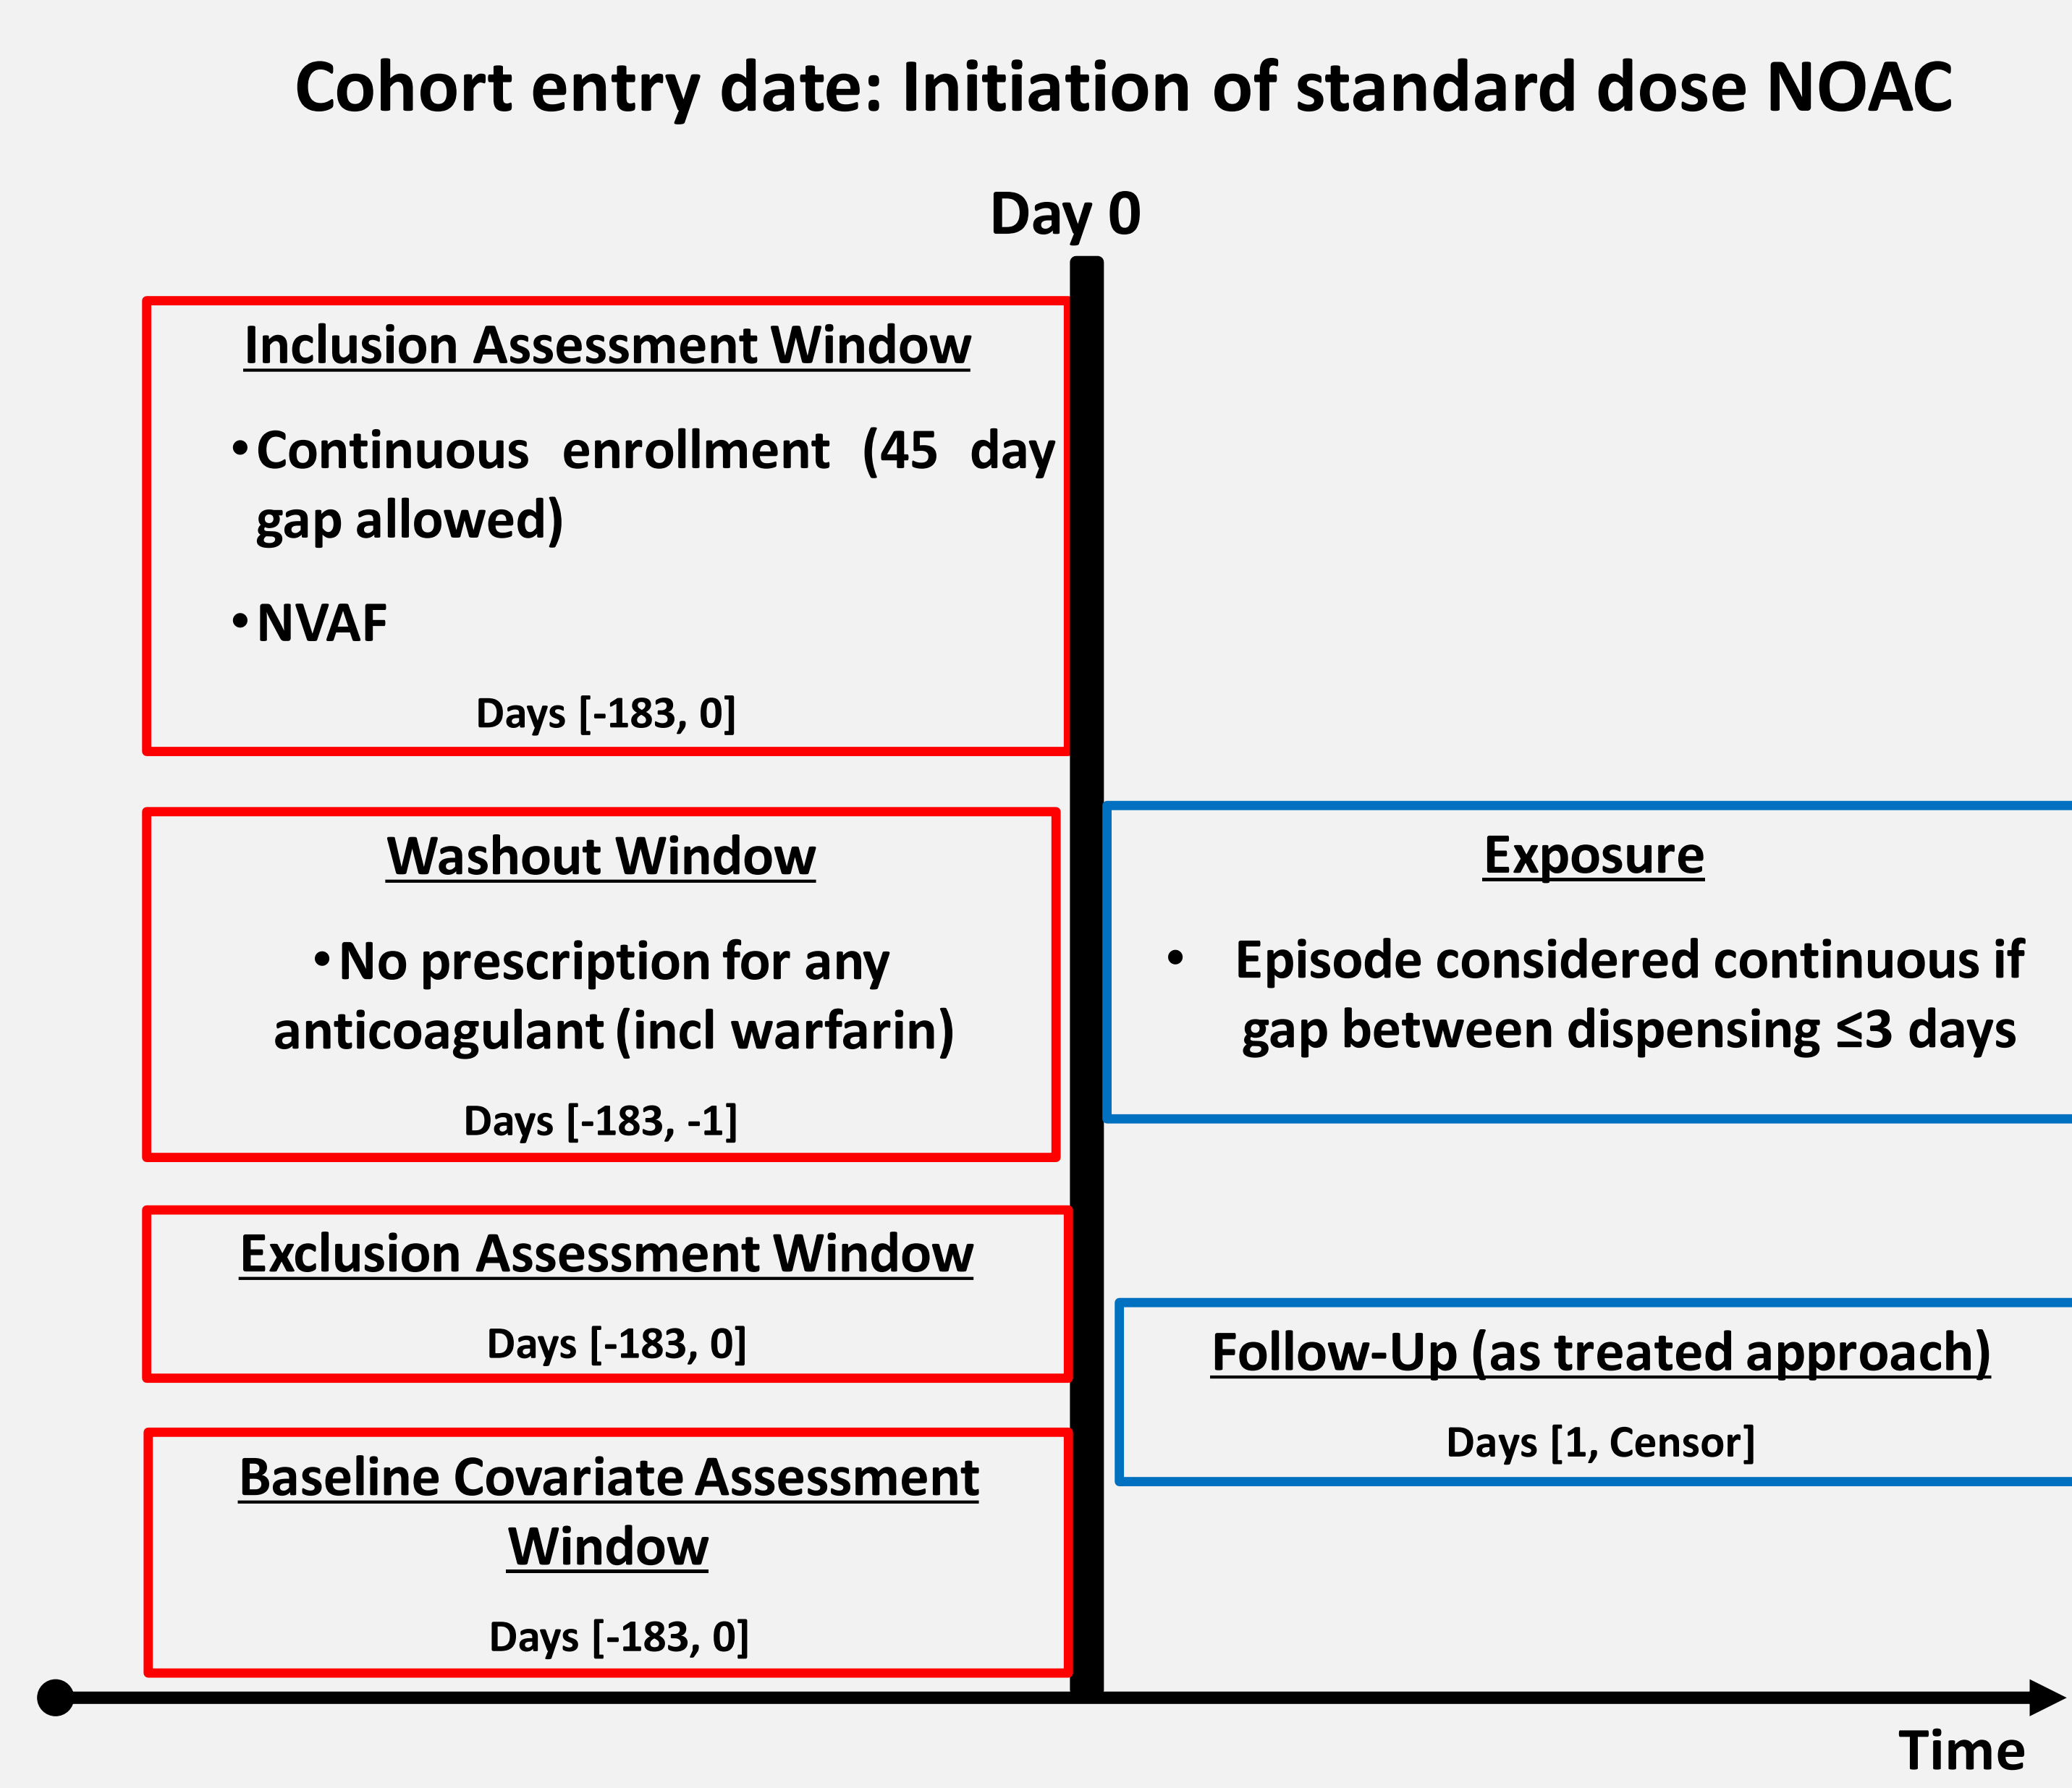 Cohort entry date: Initiation of standard dose NOAC
Day 0
Inclusion Assessment Window
• Continuous enrollment (45 day
gap allowed)
• NVAF
Days [-183, 0]
Washout Window
• No prescription for any
anticoagulant (incl warfarin)
Days [-183, -1]
Exposure
• Episode considered continuous if
gap between dispensing ≤3 days
Exclusion Assessment Window
Days [-183, 0]
Follow-Up (as treated approach)
Days [1, Censor]
Baseline Covariate Assessment
Window
Days [-183, 0]
Time